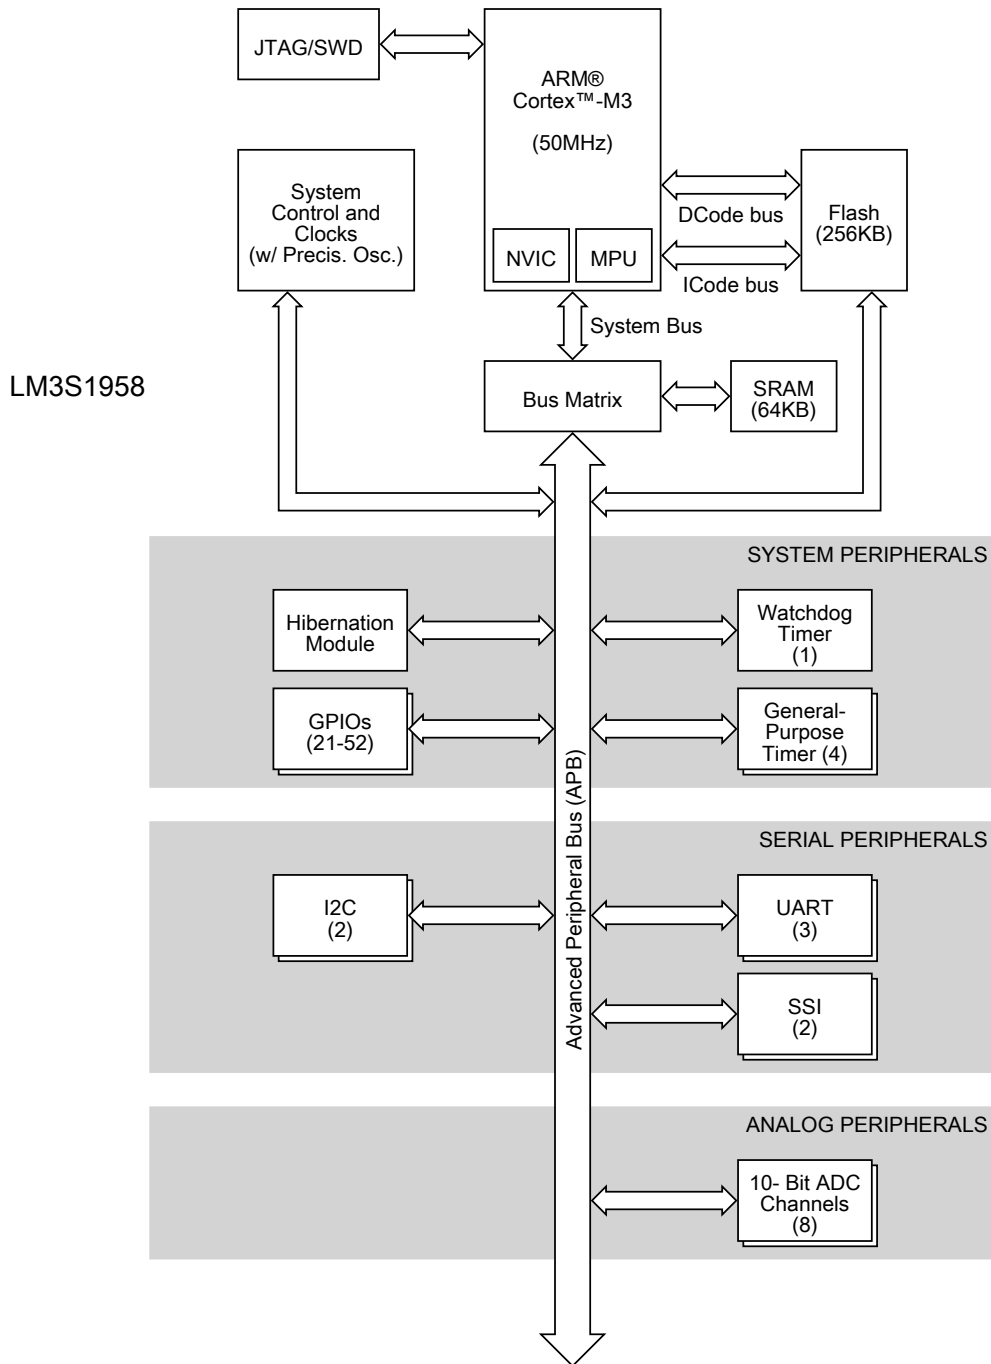 JTAG/SWD
ARM®
Cortex™-M3
(50MHz)
NVIC
MPU
System
Control and
Clocks
(w/ Precis. Osc.)
DCode bus
ICode bus
Flash
(256KB)
System Bus
LM3S1958
Bus Matrix
SRAM
(64KB)
SYSTEM PERIPHERALS
Hibernation
Module
Watchdog
Timer
(1)
GPIOs
(21-52)
General-
Purpose
Timer (4)
Advanced Peripheral Bus (APB)
SERIAL PERIPHERALS
I2C
(2)
UART
(3)
SSI
(2)
ANALOG PERIPHERALS
10- Bit ADC
Channels
(8)